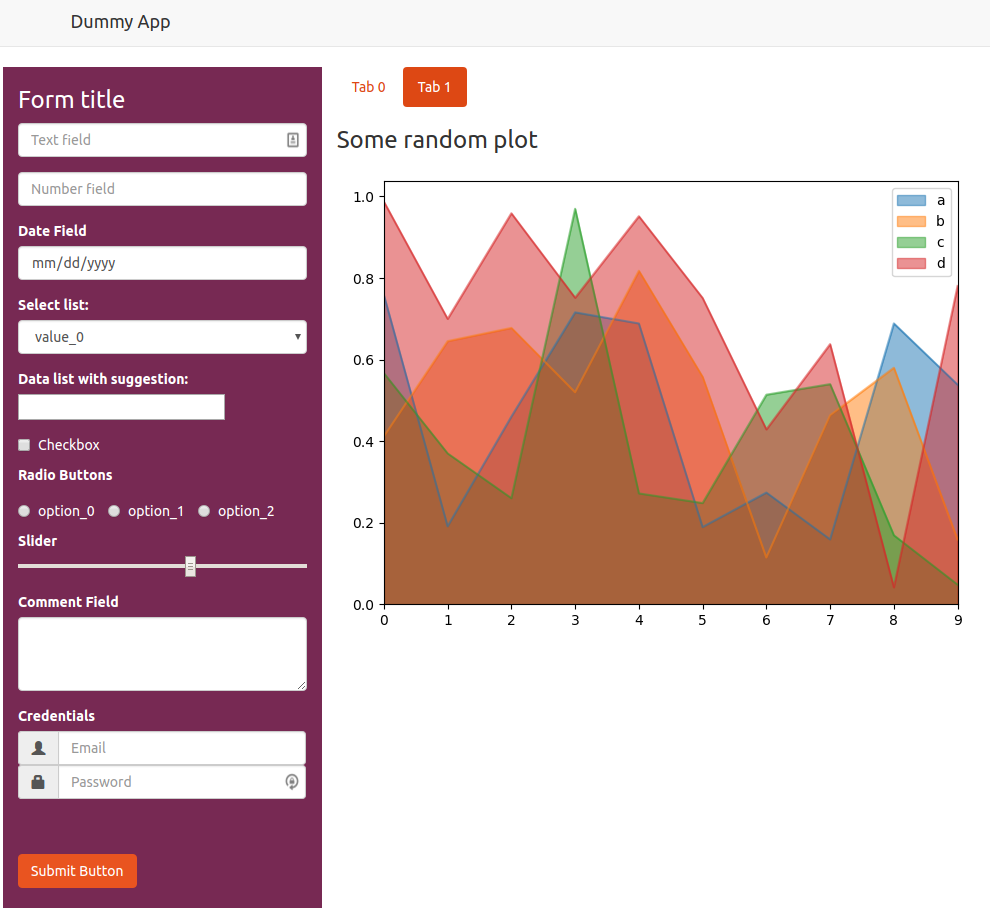 Dummy App
Form title
Text field
Number field
Date Field
mm/dd/yyyy
Select list:
value_0
Data list with suggestion:
Checkbox
Radio Buttons
option_0 option_1 option_2
Slider
Comment Field
Credentials
Email
Password
Submit Button
Tab 0 Tab 1
Some random plot
a
b
c
d
1.0
0.8
0.6
0.4
0.2
0.0
0 1 2 3 4 5 6 7 8 9